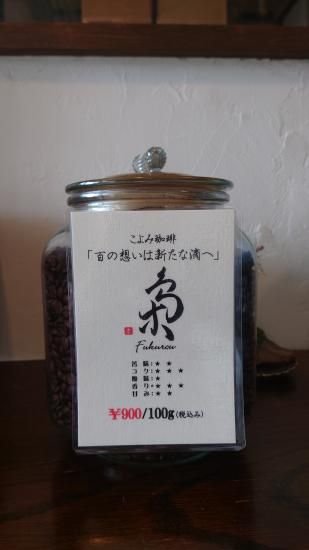 こよみ珈琲
「百の想いは新たな滴へ」
梟
Fukurou
苦味:★★
コク:★★★
酸味:★
香り:★★★
甘み:★★
¥900/100g(税込み)